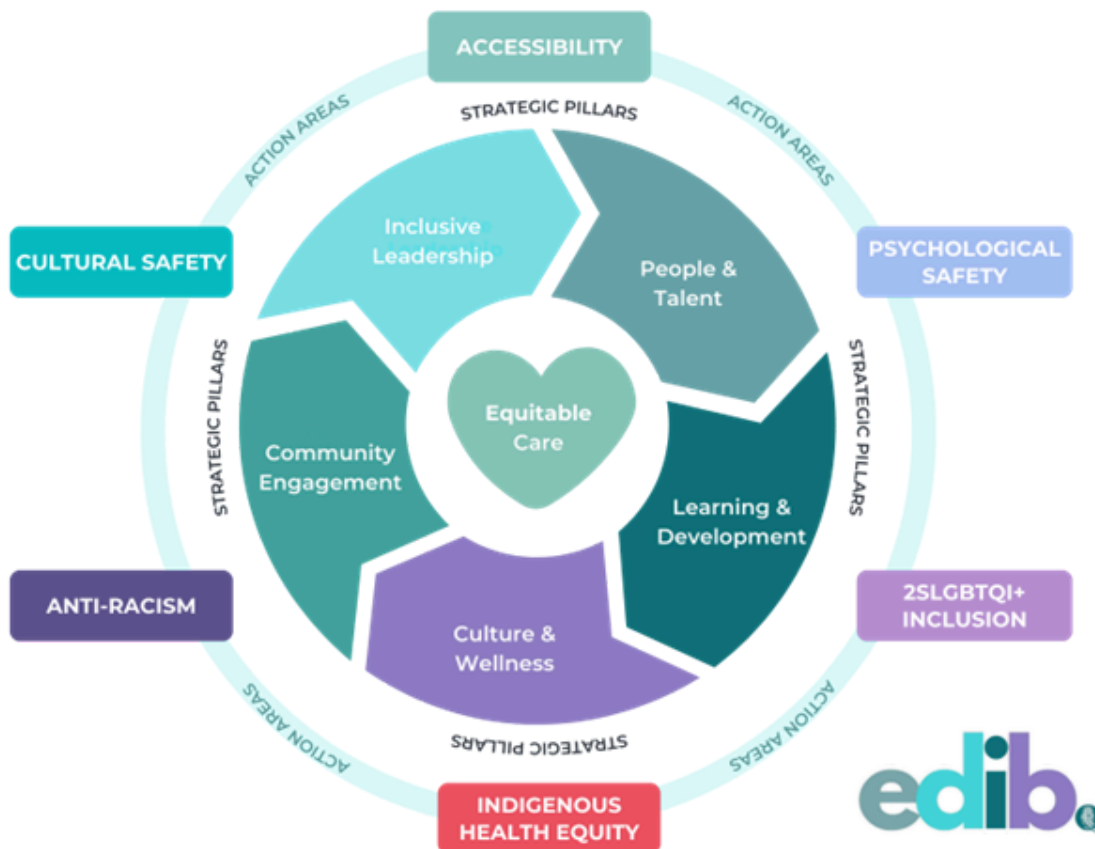 ACCESSIBILITY
ACTION AREAS
STRATEGIC PILLARS
ACTION AREAS
Inclusive
Leadership
People &
Talent
CULTURAL SAFETY
PSYCHOLOGICAL
SAFETY
STRATEGIC PILLARS
STRATEGIC PILLARS
Equitable
Care
Community
Engagement
Learning &
Development
ANTI-RACISM
2SLGBTQI+
INCLUSION
Culture &
Wellness
ACTION AREAS
STRATEGIC PILLARS
ACTION AREAS
INDIGENOUS
HEALTH EQUITY
edib